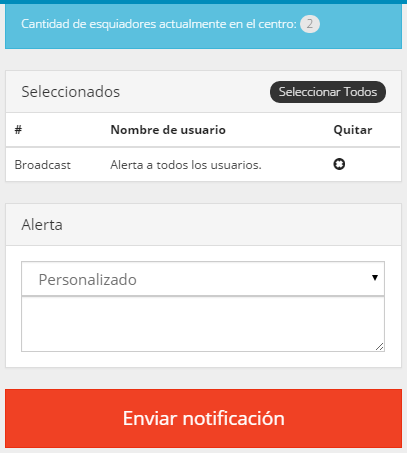 Cantidad de esquiadores actualmente en el centro: 2
Seleccionados Seleccionar Todos
# Nombre de usuario Quitar
Broadcast Alerta a todos los usuarios.
Alerta
Personalizado
Enviar notificación